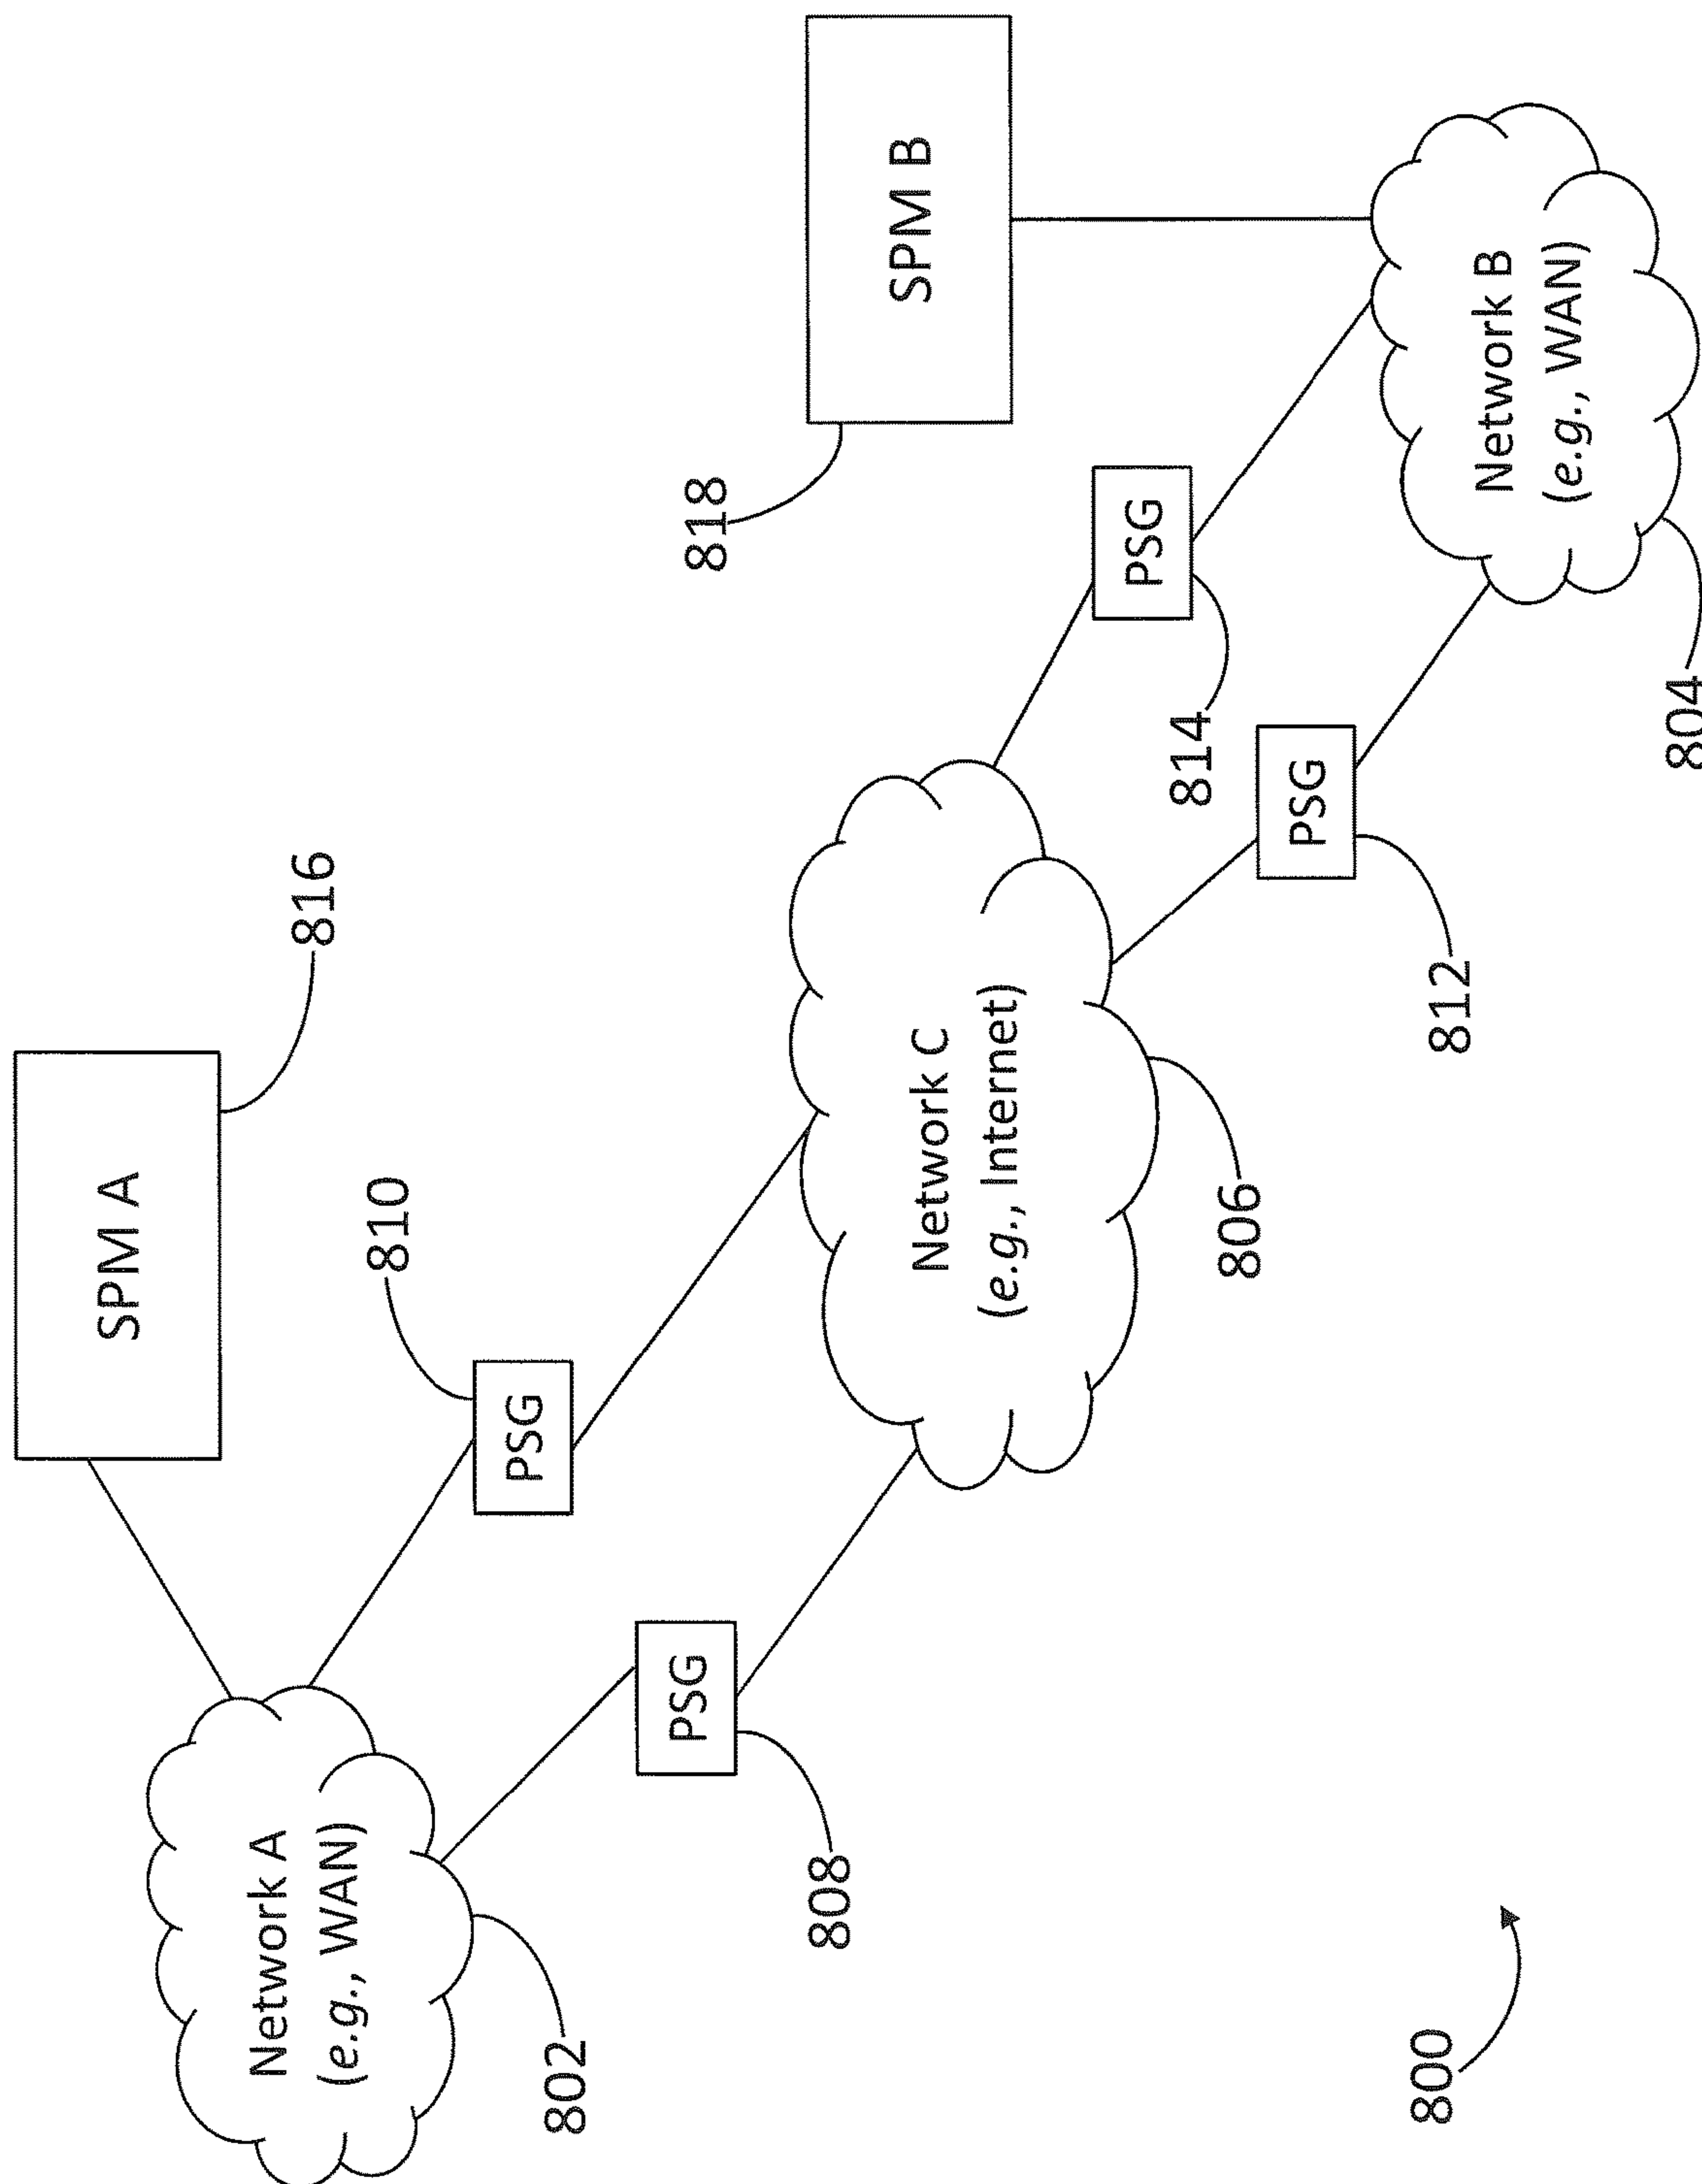 SPM A
816
Network A
(e.g., WAN)
802
PSG
810
PSG
808
Network C
(e.g., Internet)
806
SPM B
818
PSG
814
PSG
812
Network B
(e.g., WAN)
804
800